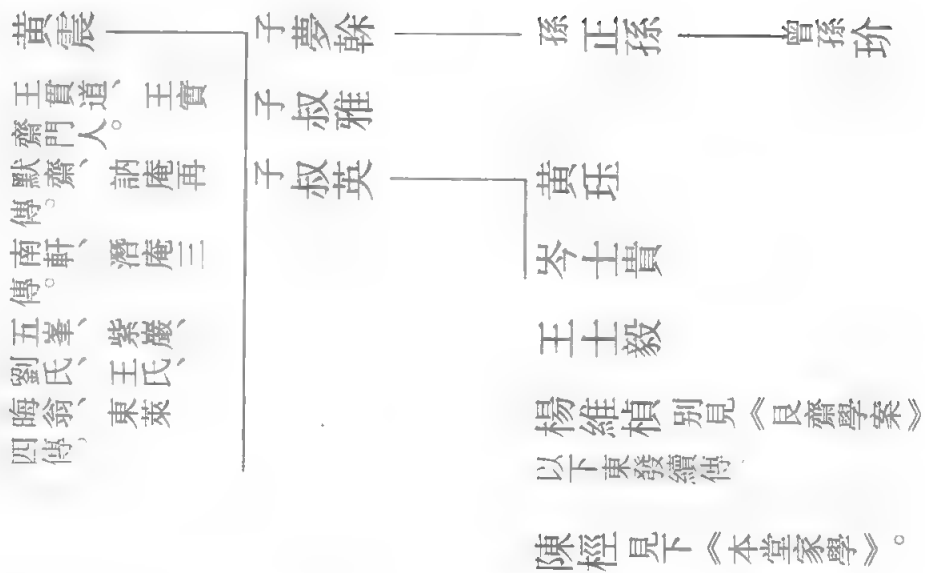 黃震
子夢榦
孫正孫
曾孫玠
王貫道、王實
齋門人。
默齋、訥庵再
傳。
南軒、潛庵三
傳。
五峯、紫巖、
劉氏、王氏、
晦翁、東萊
四傳。
子叔雅
子叔英
黃珏
岑士貴
王士毅
楊維楨別見《艮齋學案》
以下東發續傳
陳桱見下《本堂家學》。